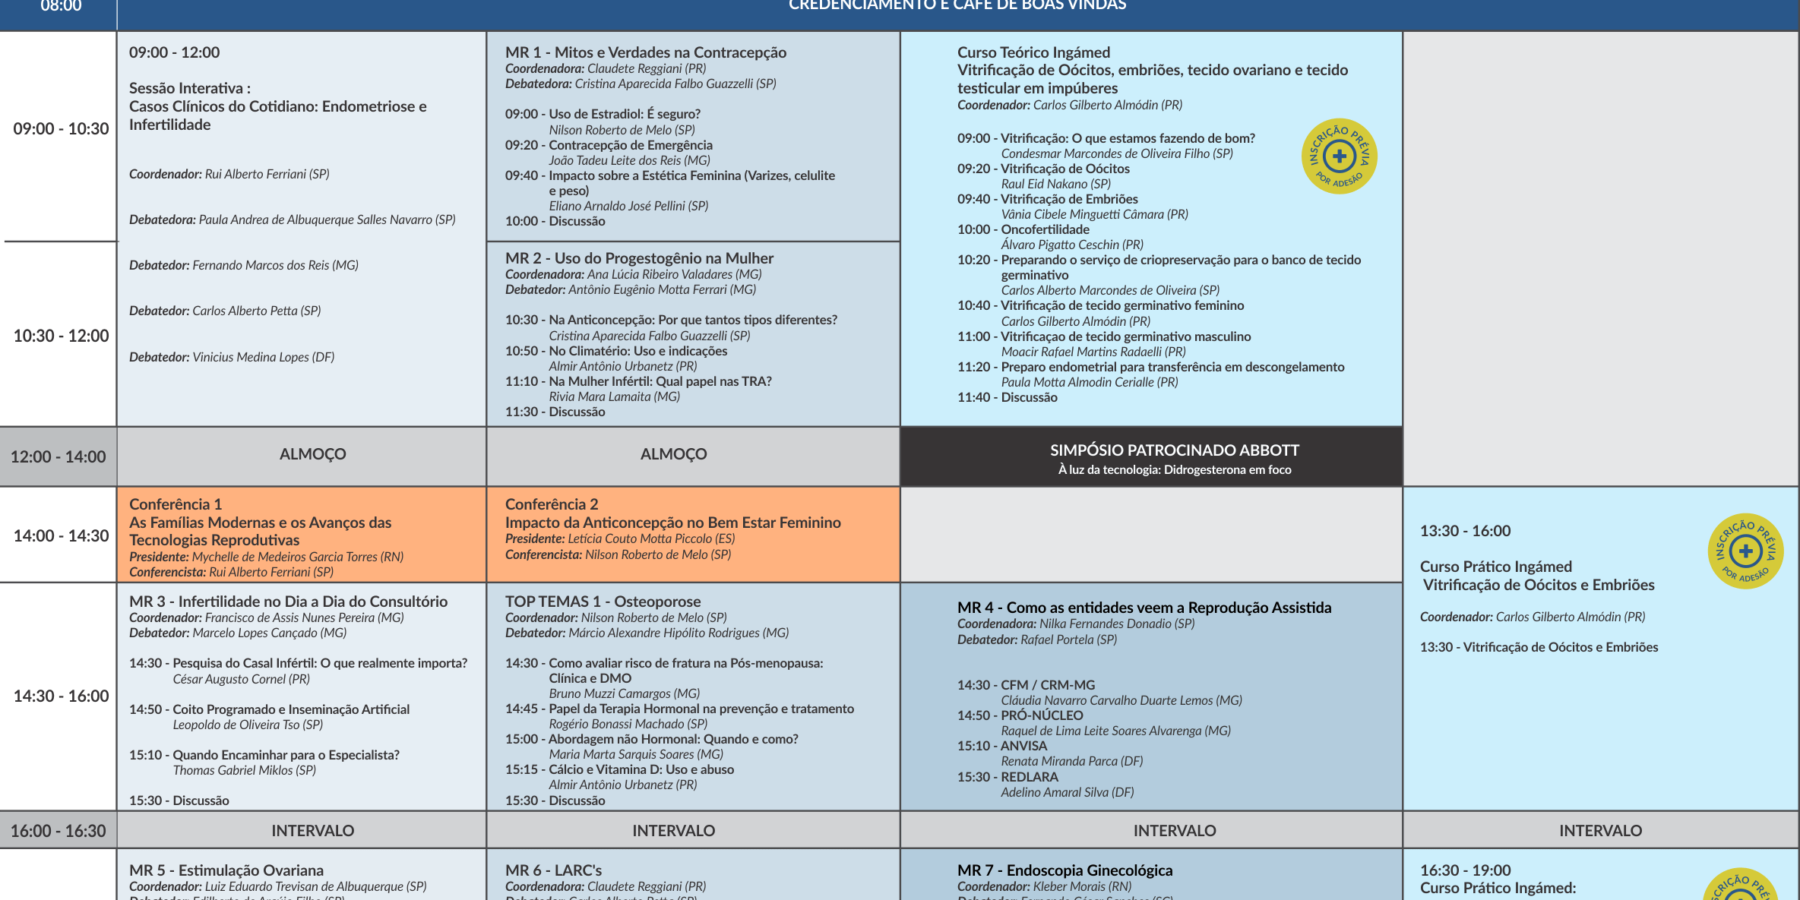 08:00
CREDENCIAMENTO E CAFÉ DE BOAS VINDAS
09:00 - 10:30
09:00 - 12:00
Sessão Interativa :
Casos Clínicos do Cotidiano: Endometriose e
Infertilidade
Coordenador: Rui Alberto Ferriani (SP)
Debatedora: Paula Andrea de Albuquerque Salles Navarro (SP)
Debatedor: Fernando Marcos dos Reis (MG)
Debatedor: Carlos Alberto Petta (SP)
Debatedor: Vinicius Medina Lopes (DF)
MR 1 - Mitos e Verdades na Contracepção
Coordenadora: Claudete Reggiani (PR)
Debatedora: Cristina Aparecida Falbo Guazzelli (SP)
09:00 - Uso de Estradiol: É seguro?
Nilson Roberto de Melo (SP)
09:20 - Contracepção de Emergência
João Tadeu Leite dos Reis (MG)
09:40 - Impacto sobre a Estética Feminina (Varizes, celulite
e peso)
Eliano Arnaldo José Pellini (SP)
10:00 - Discussão
Curso Teórico Ingámed
Vitrificação de Oócitos, embriões, tecido ovariano e tecido
testicular em impúberes
Coordenador: Carlos Gilberto Almódin (PR)
09:00 - Vitrificação: O que estamos fazendo de bom?
Condesmar Marcondes de Oliveira Filho (SP)
09:20 - Vitrificação de Oócitos
Raul Eid Nakano (SP)
09:40 - Vitrificação de Embriões
Vânia Cibele Minguetti Câmara (PR)
10:00 - Oncofertilidade
Álvaro Pigatto Ceschin (PR)
10:20 - Preparando o serviço de criopreservação para o banco de tecido
germinativo
Carlos Alberto Marcondes de Oliveira (SP)
10:40 - Vitrificação de tecido germinativo feminino
Carlos Gilberto Almódin (PR)
11:00 - Vitrificaçao de tecido germinativo masculino
Moacir Rafael Martins Radaelli (PR)
11:20 - Preparo endometrial para transferência em descongelamento
Paula Motta Almodin Cerialle (PR)
11:40 - Discussão
INSCRIÇÃO PRÉVIA
POR ADESÃO
10:30 - 12:00
MR 2 - Uso do Progestogênio na Mulher
Coordenadora: Ana Lúcia Ribeiro Valadares (MG)
Debatedor: Antônio Eugênio Motta Ferrari (MG)
10:30 - Na Anticoncepção: Por que tantos tipos diferentes?
Cristina Aparecida Falbo Guazzelli (SP)
10:50 - No Climatério: Uso e indicações
Almir Antônio Urbanetz (PR)
11:10 - Na Mulher Infértil: Qual papel nas TRA?
Rivia Mara Lamaita (MG)
11:30 - Discussão
12:00 - 14:00
ALMOÇO
ALMOÇO
SIMPÓSIO PATROCINADO ABBOTT
À luz da tecnologia: Didrogesterona em foco
14:00 - 14:30
Conferência 1
As Famílias Modernas e os Avanços das
Tecnologias Reprodutivas
Presidente: Mychelle de Medeiros Garcia Torres (RN)
Conferencista: Rui Alberto Ferriani (SP)
Conferência 2
Impacto da Anticoncepção no Bem Estar Feminino
Presidente: Letícia Couto Motta Piccolo (ES)
Conferencista: Nilson Roberto de Melo (SP)
13:30 - 16:00
Curso Prático Ingámed
Vitrificação de Oócitos e Embriões
Coordenador: Carlos Gilberto Almódin (PR)
13:30 - Vitrificação de Oócitos e Embriões
INSCRIÇÃO PRÉVIA
POR ADESÃO
14:30 - 16:00
MR 3 - Infertilidade no Dia a Dia do Consultório
Coordenador: Francisco de Assis Nunes Pereira (MG)
Debatedor: Marcelo Lopes Cançado (MG)
14:30 - Pesquisa do Casal Infértil: O que realmente importa?
César Augusto Cornel (PR)
14:50 - Coito Programado e Inseminação Artificial
Leopoldo de Oliveira Tso (SP)
15:10 - Quando Encaminhar para o Especialista?
Thomas Gabriel Miklos (SP)
15:30 - Discussão
TOP TEMAS 1 - Osteoporose
Coordenador: Nilson Roberto de Melo (SP)
Debatedor: Márcio Alexandre Hipólito Rodrigues (MG)
14:30 - Como avaliar risco de fratura na Pós-menopausa:
Clínica e DMO
Bruno Muzzi Camargos (MG)
14:45 - Papel da Terapia Hormonal na prevenção e tratamento
Rogério Bonassi Machado (SP)
15:00 - Abordagem não Hormonal: Quando e como?
Maria Marta Sarquis Soares (MG)
15:15 - Cálcio e Vitamina D: Uso e abuso
Almir Antônio Urbanetz (PR)
15:30 - Discussão
MR 4 - Como as entidades veem a Reprodução Assistida
Coordenadora: Nilka Fernandes Donadio (SP)
Debatedor: Rafael Portela (SP)
14:30 - CFM / CRM-MG
Cláudia Navarro Carvalho Duarte Lemos (MG)
14:50 - PRÓ-NÚCLEO
Raquel de Lima Leite Soares Alvarenga (MG)
15:10 - ANVISA
Renata Miranda Parca (DF)
15:30 - REDLARA
Adelino Amaral Silva (DF)
16:00 - 16:30
INTERVALO
INTERVALO
INTERVALO
INTERVALO
MR 5 - Estimulação Ovariana
Coordenador: Luiz Eduardo Trevisan de Albuquerque (SP)
MR 6 - LARC's
Coordenadora: Claudete Reggiani (PR)
MR 7 - Endoscopia Ginecológica
Coordenador: Kleber Morais (RN)
16:30 - 19:00
Curso Prático Ingámed: